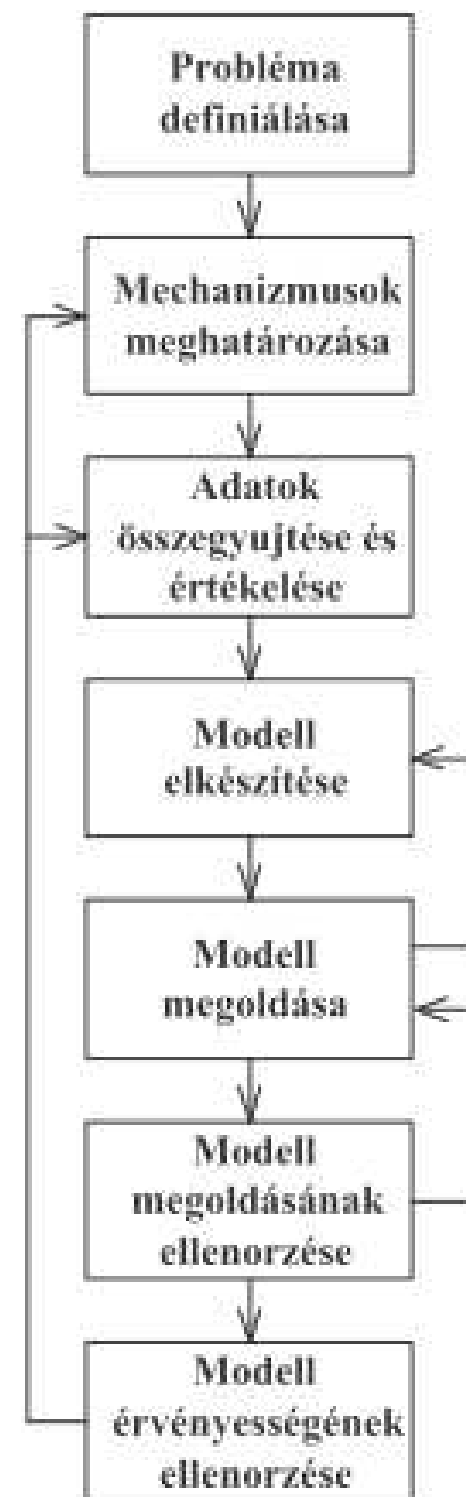 Probléma
definiálása
Mechanizmusok
meghatározása
Adatok
összegyujtése és
értékelése
Modell
elkészítése
Modell
megoldása
Modell
megoldásának
ellenorzése
Modell
érvényességének
ellenorzése